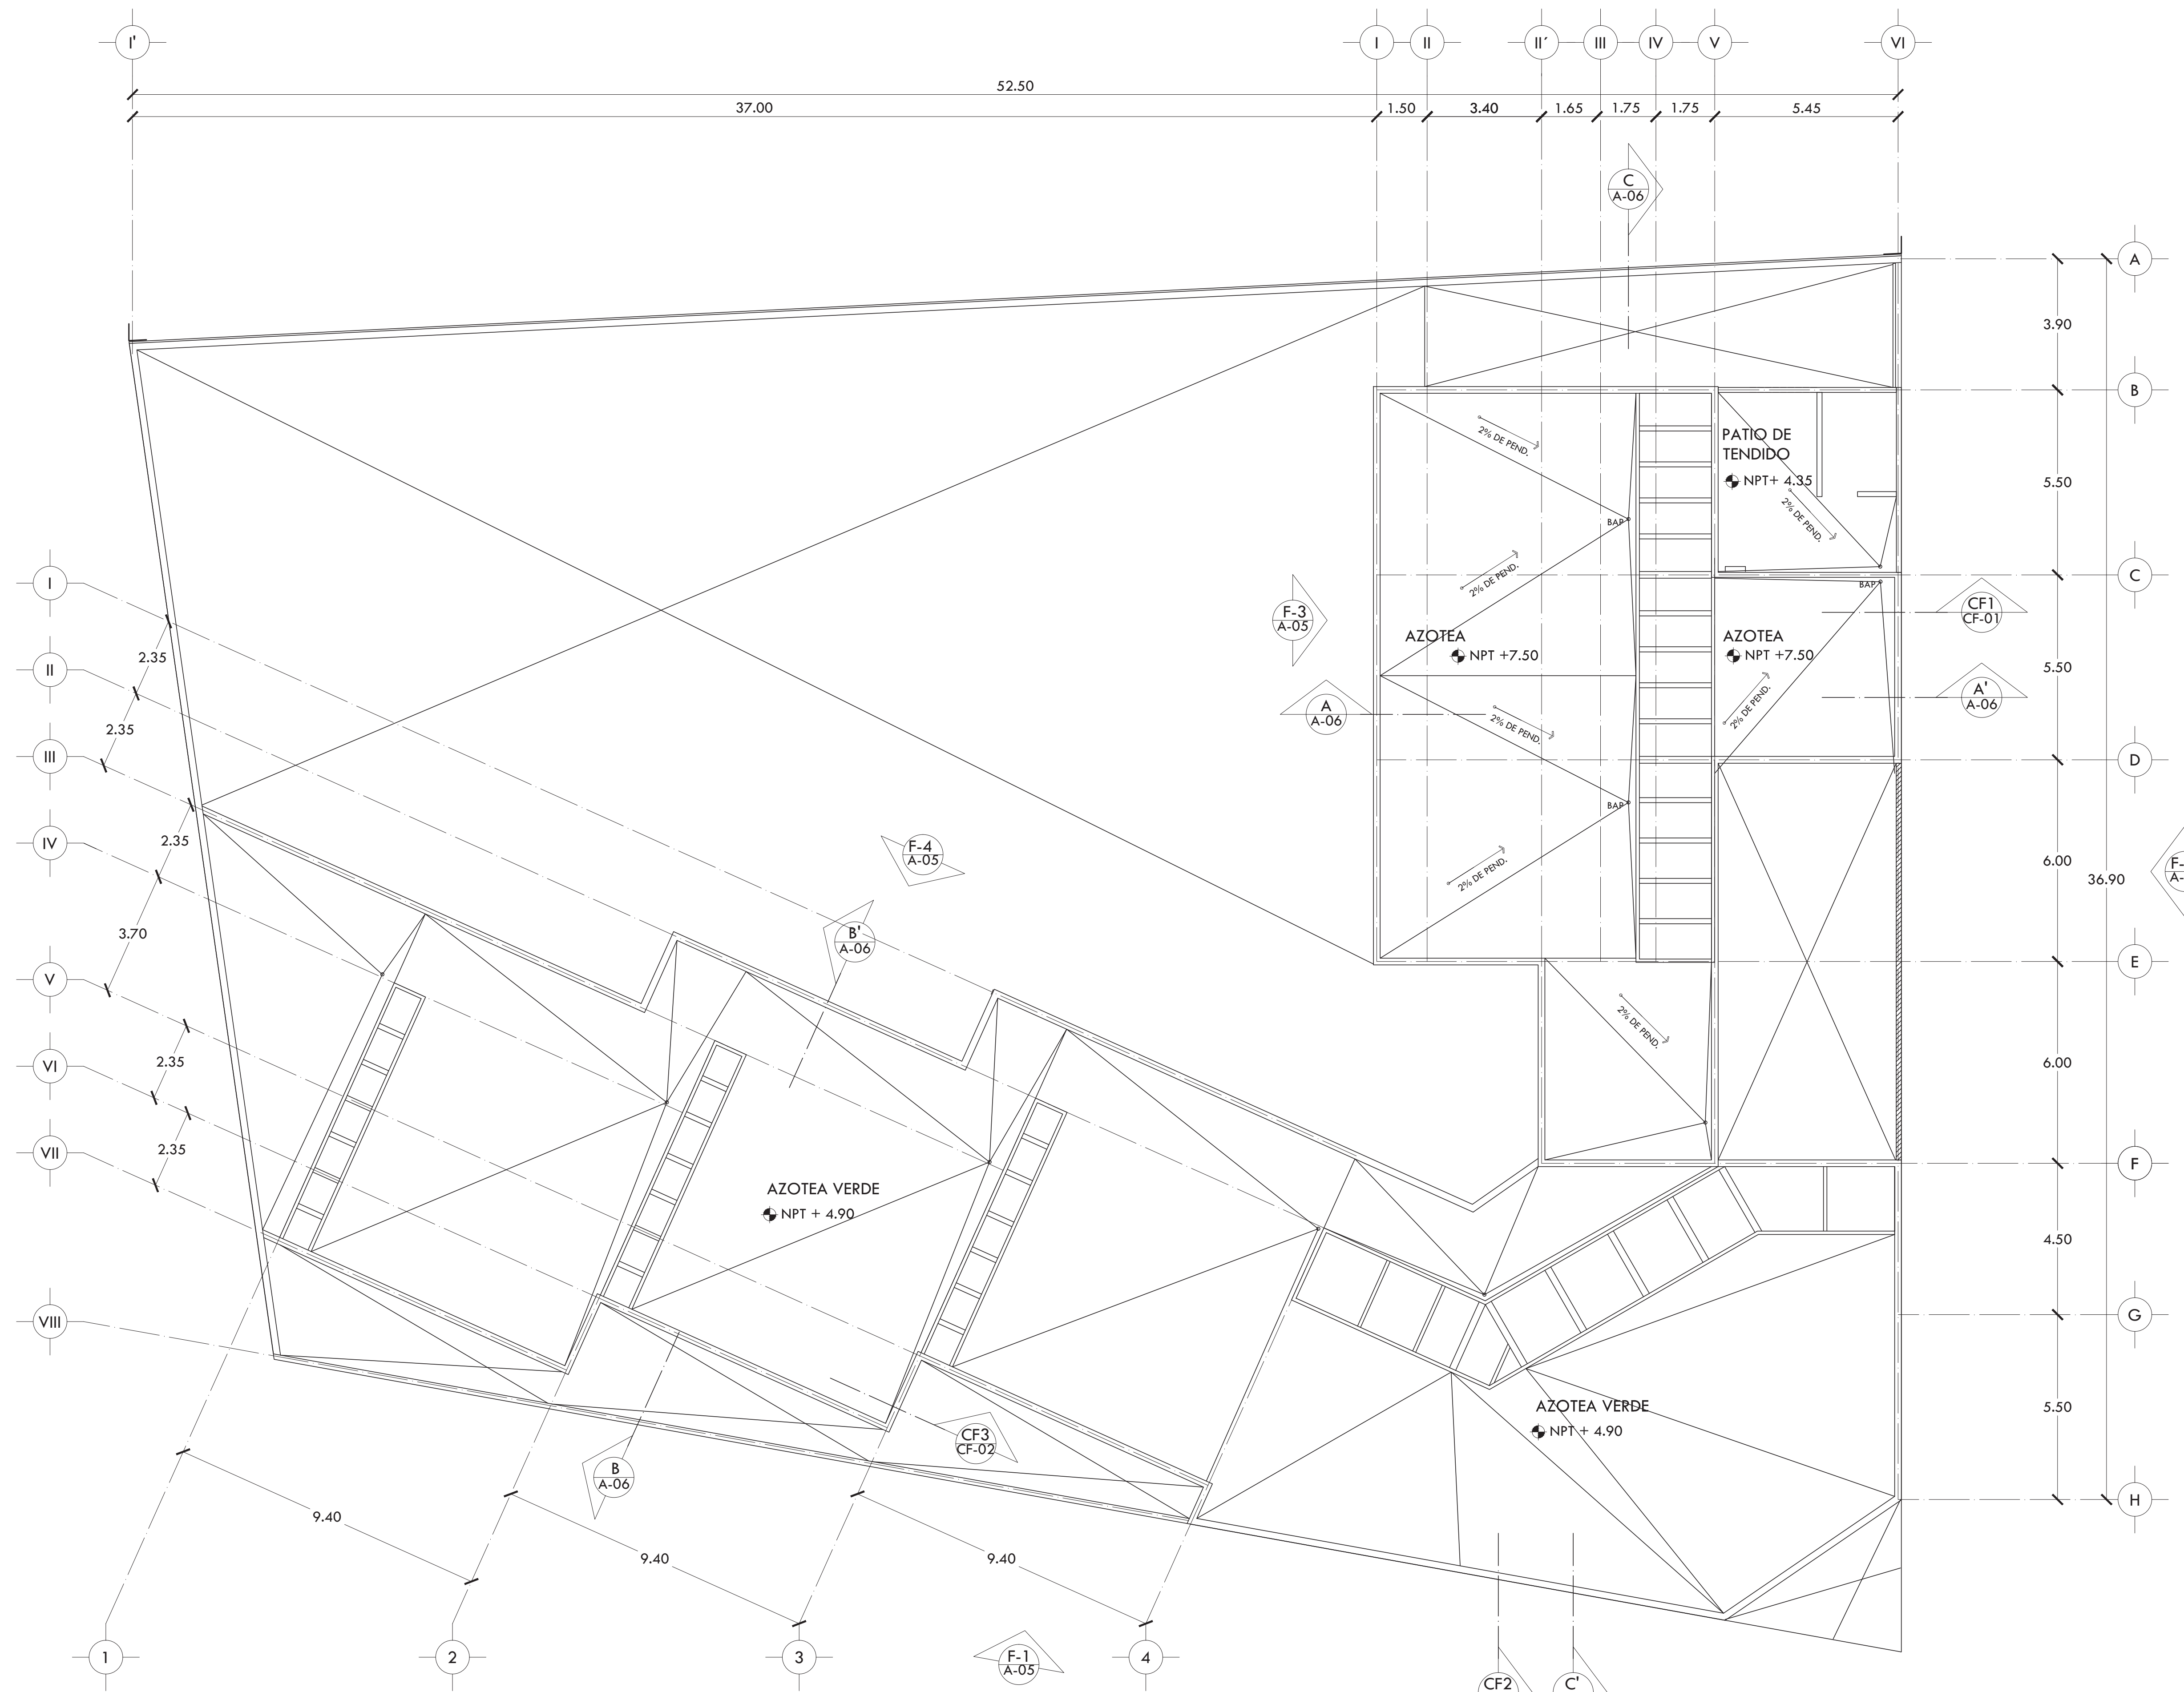 I'
I
II
II´
III
IV
V
VI
52.50
37.00
1.50
3.40
1.65
1.75
1.75
5.45
C
A-06
A
3.90
B
PATIO DE
TENDIDO
NPT+ 4.35
5.50
2% DE PEND.
2% DE PEND.
BAP
C
BAP
2% DE PEND.
CF1
CF-01
F-3
A-05
AZOTEA
NPT +7.50
AZOTEA
NPT +7.50
5.50
A'
A-06
A
A-06
2% DE PEND.
2% DE PEND.
D
BAP
2% DE PEND.
6.00
36.90
E
2% DE PEND.
6.00
F
4.50
G
5.50
H
I
2.35
II
2.35
III
2.35
IV
3.70
V
2.35
VI
2.35
VII
VIII
F-4
A-05
B'
A-06
AZOTEA VERDE
NPT + 4.90
AZOTEA VERDE
NPT + 4.90
CF3
CF-02
B
A-06
9.40
9.40
9.40
1
2
3
4
F-1
A-05
CF2
C'